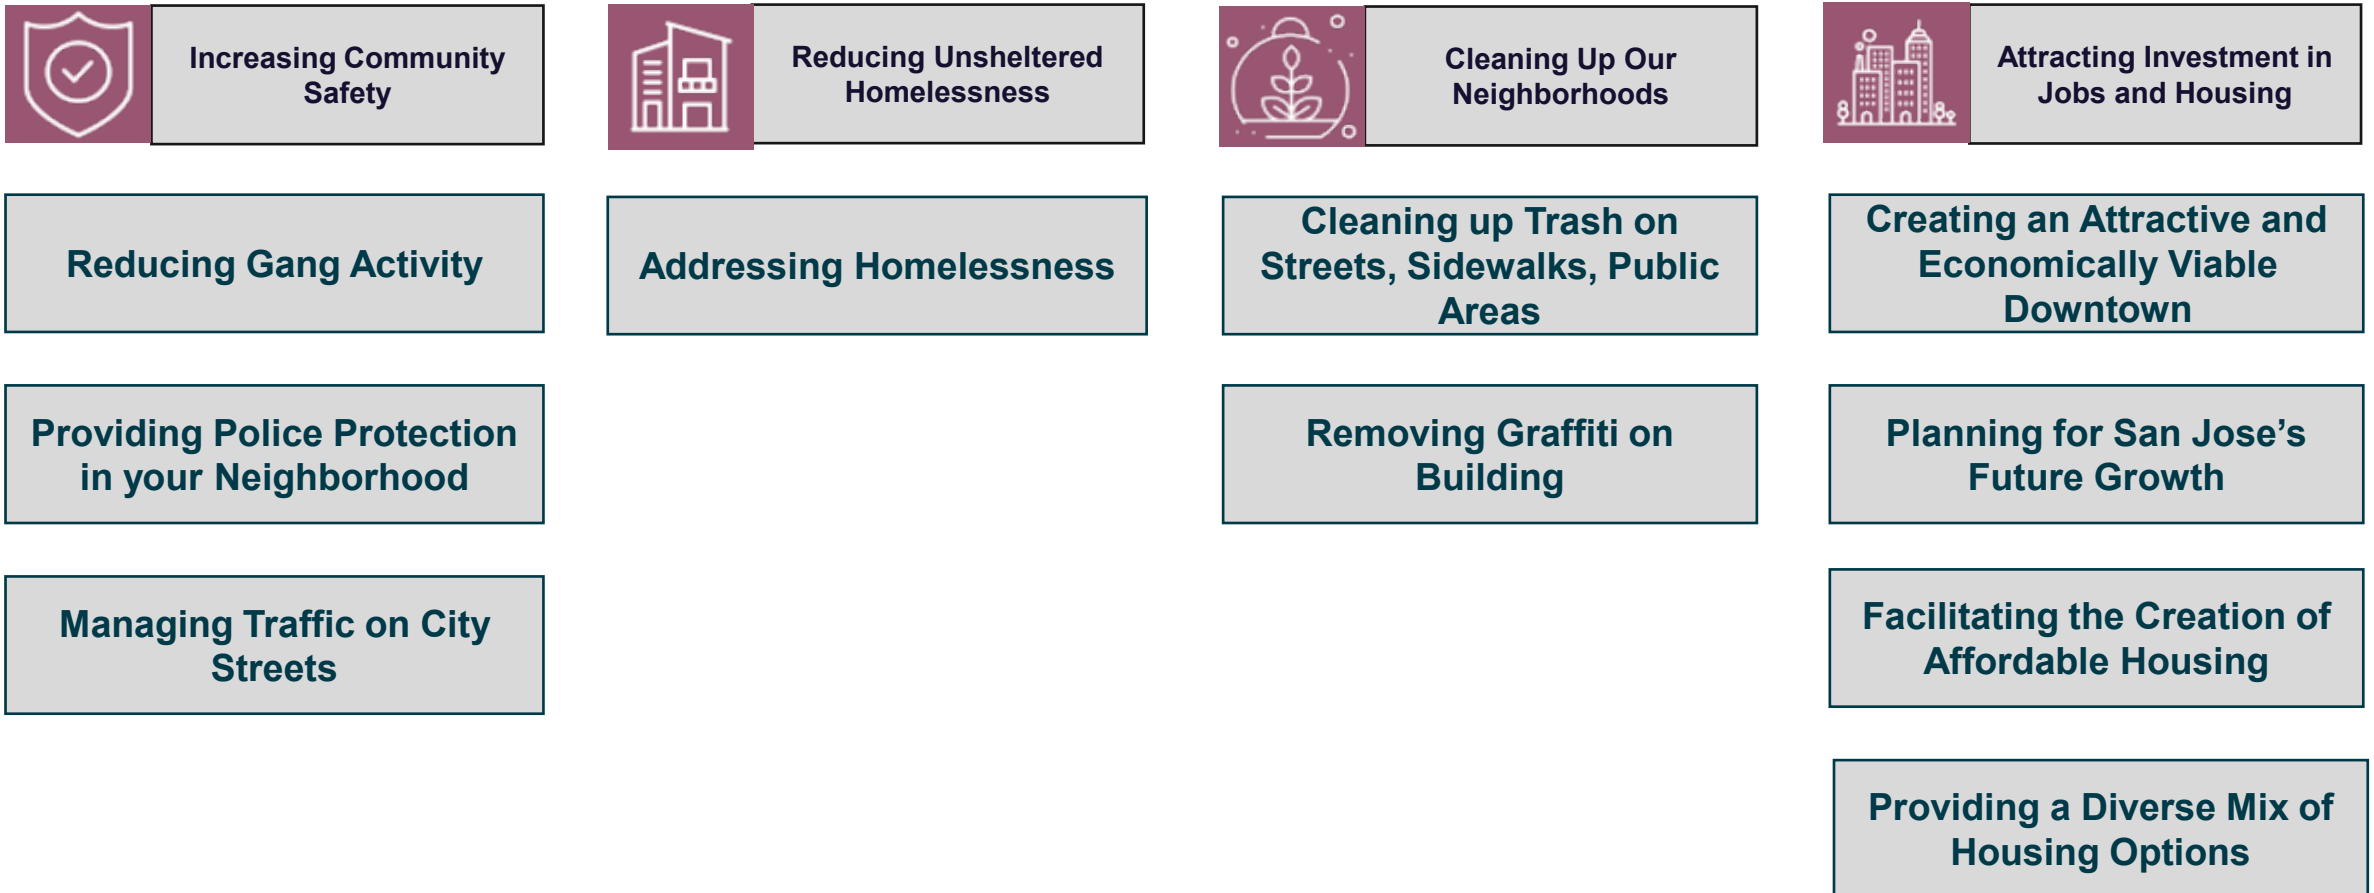 Increasing Community
Safety
Reducing Unsheltered
Homelessness
Cleaning Up Our
Neighborhoods
Attracting Investment in
Jobs and Housing
Reducing Gang Activity
Providing Police Protection
in your Neighborhood
Managing Traffic on City
Streets
Addressing Homelessness
Cleaning up Trash on
Streets, Sidewalks, Public
Areas
Removing Graffiti on
Building
Creating an Attractive and
Economically Viable
Downtown
Planning for San Jose’s
Future Growth
Facilitating the Creation of
Affordable Housing
Providing a Diverse Mix of
Housing Options